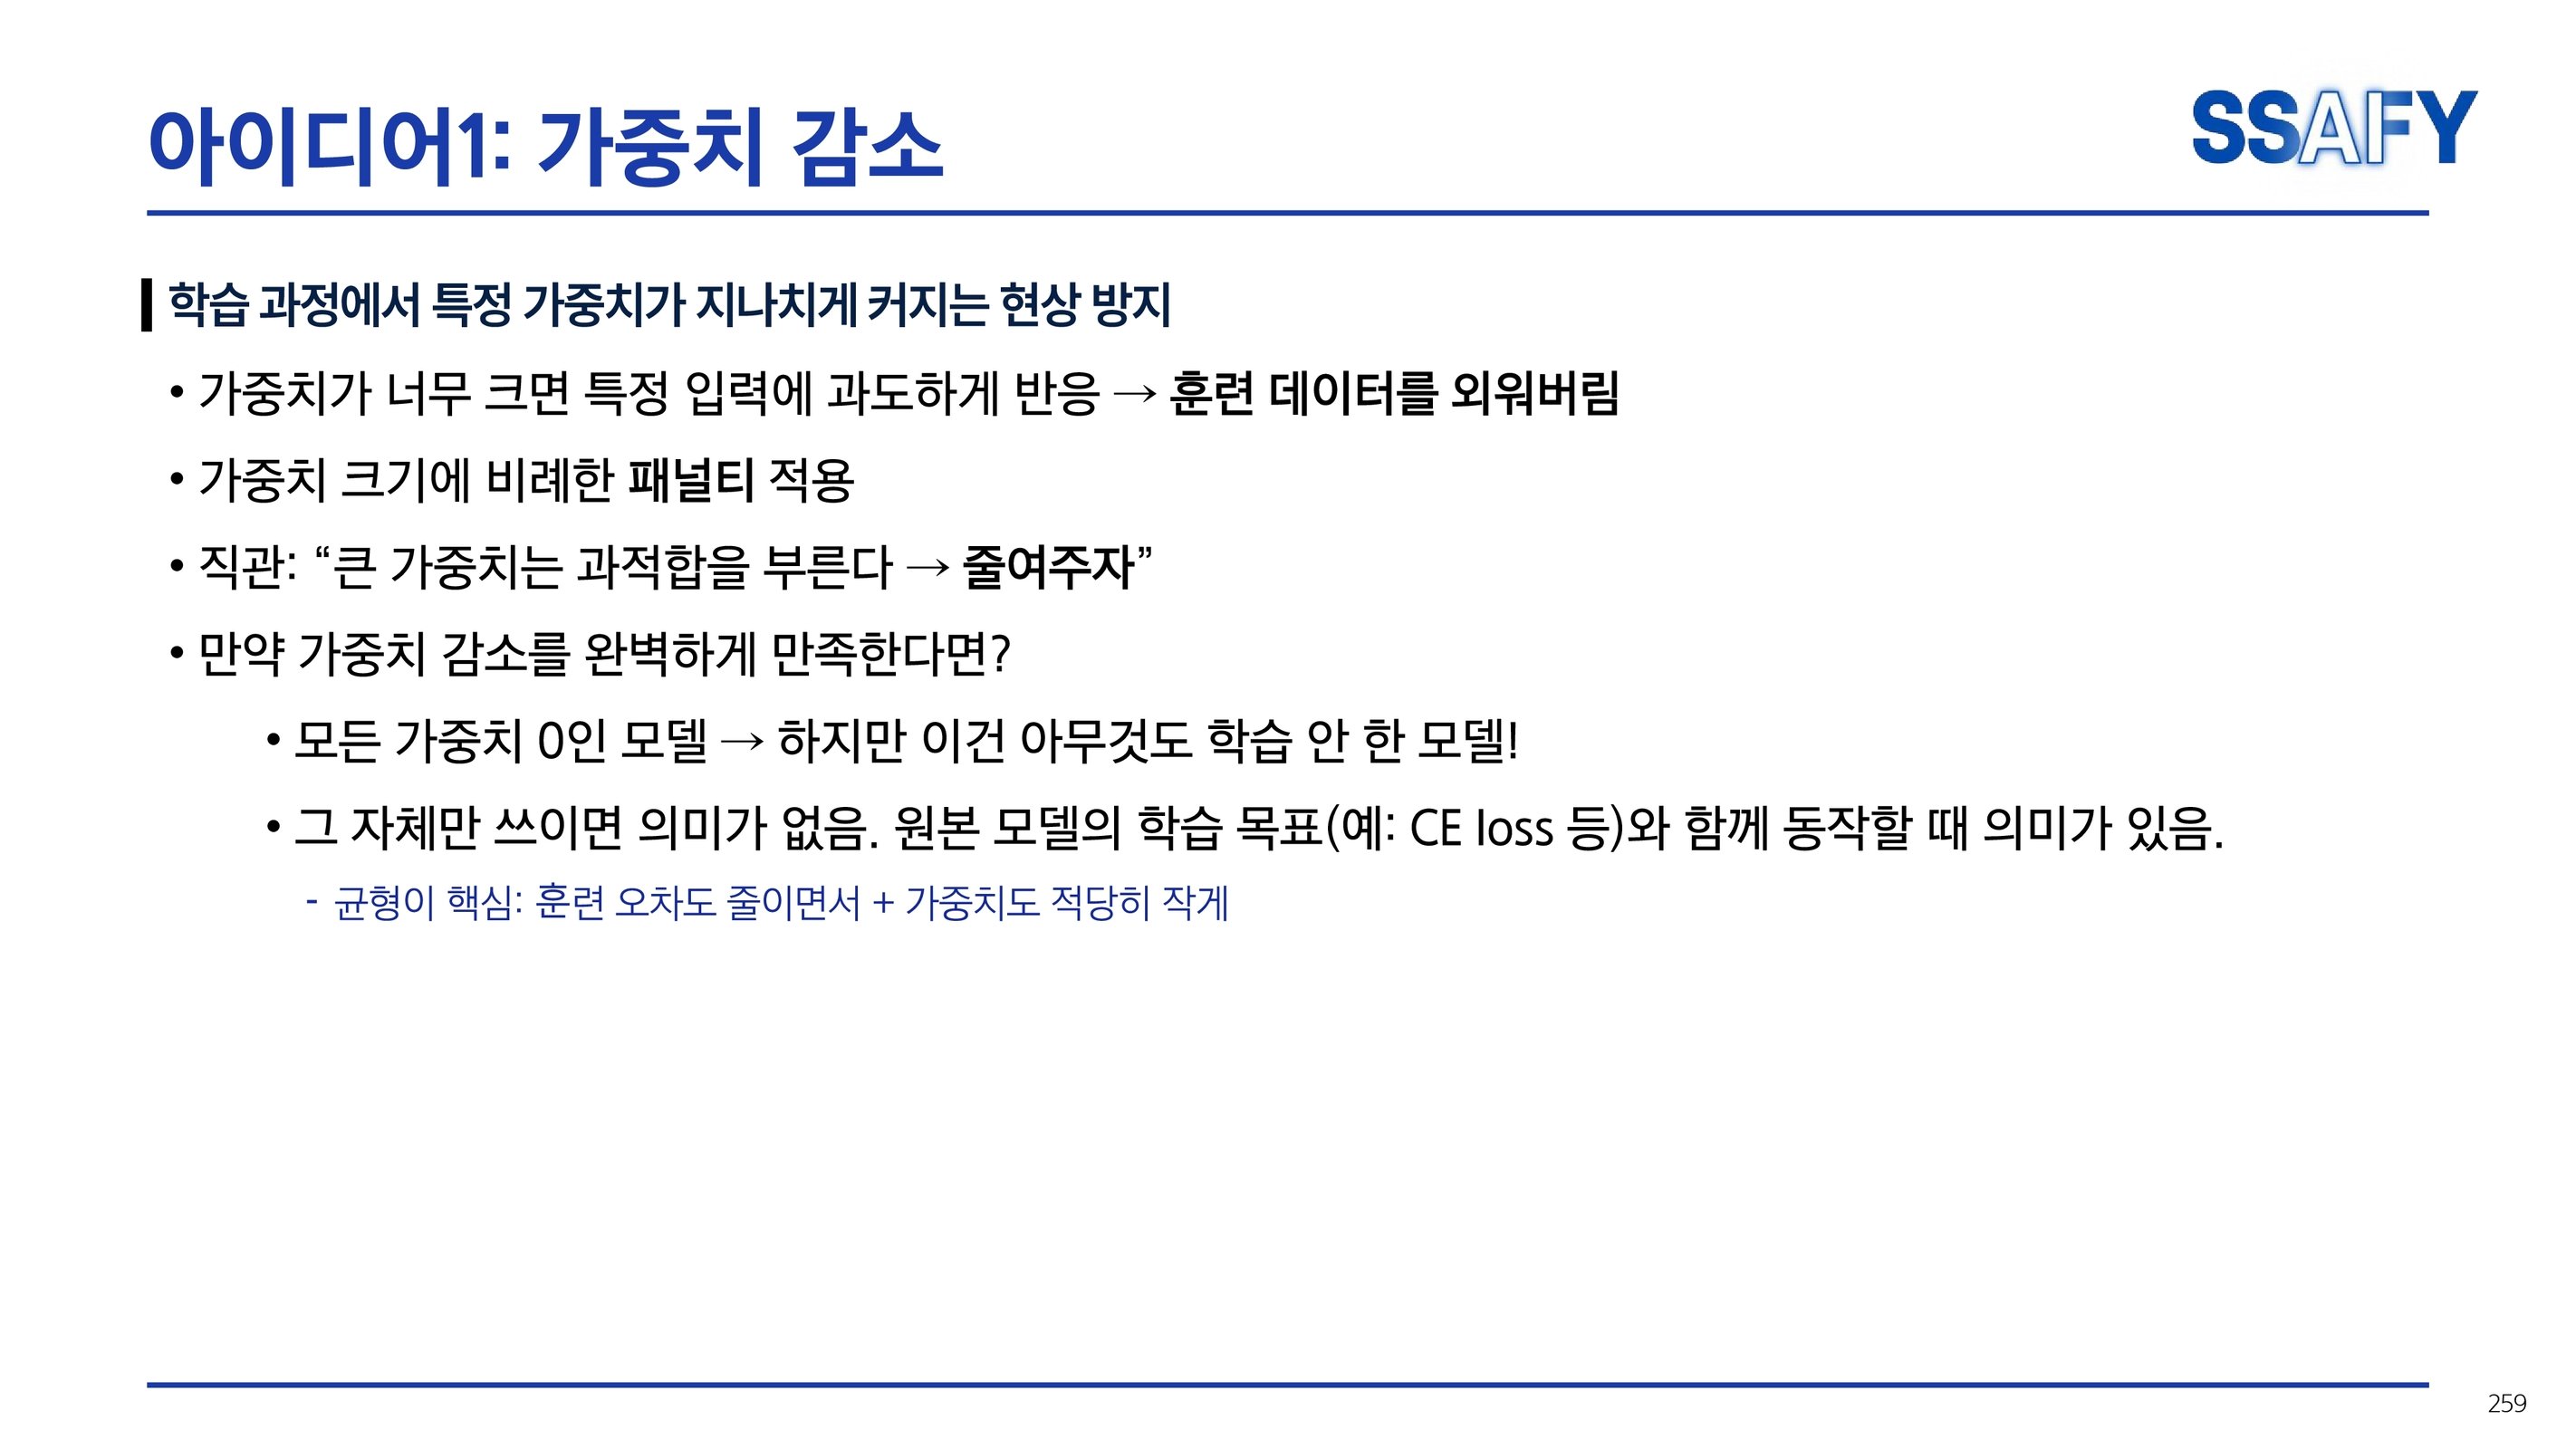 아이디어1: 가중치 감소
SSAFY
학습 과정에서 특정 가중치가 지나치게 커지는 현상 방지
• 가중치가 너무 크면 특정 입력에 과도하게 반응 → 훈련 데이터를 외워버림
• 가중치 크기에 비례한 패널티 적용
• 직관: “큰 가중치는 과적합을 부른다 → 줄여주자”
• 만약 가중치 감소를 완벽하게 만족한다면?
• 모든 가중치 0인 모델 → 하지만 이건 아무것도 학습 안 한 모델!
• 그 자체만 쓰이면 의미가 없음. 원본 모델의 학습 목표(예: CE loss 등)와 함께 동작할 때 의미가 있음.
- 균형이 핵심: 훈련 오차도 줄이면서 + 가중치도 적당히 작게
259